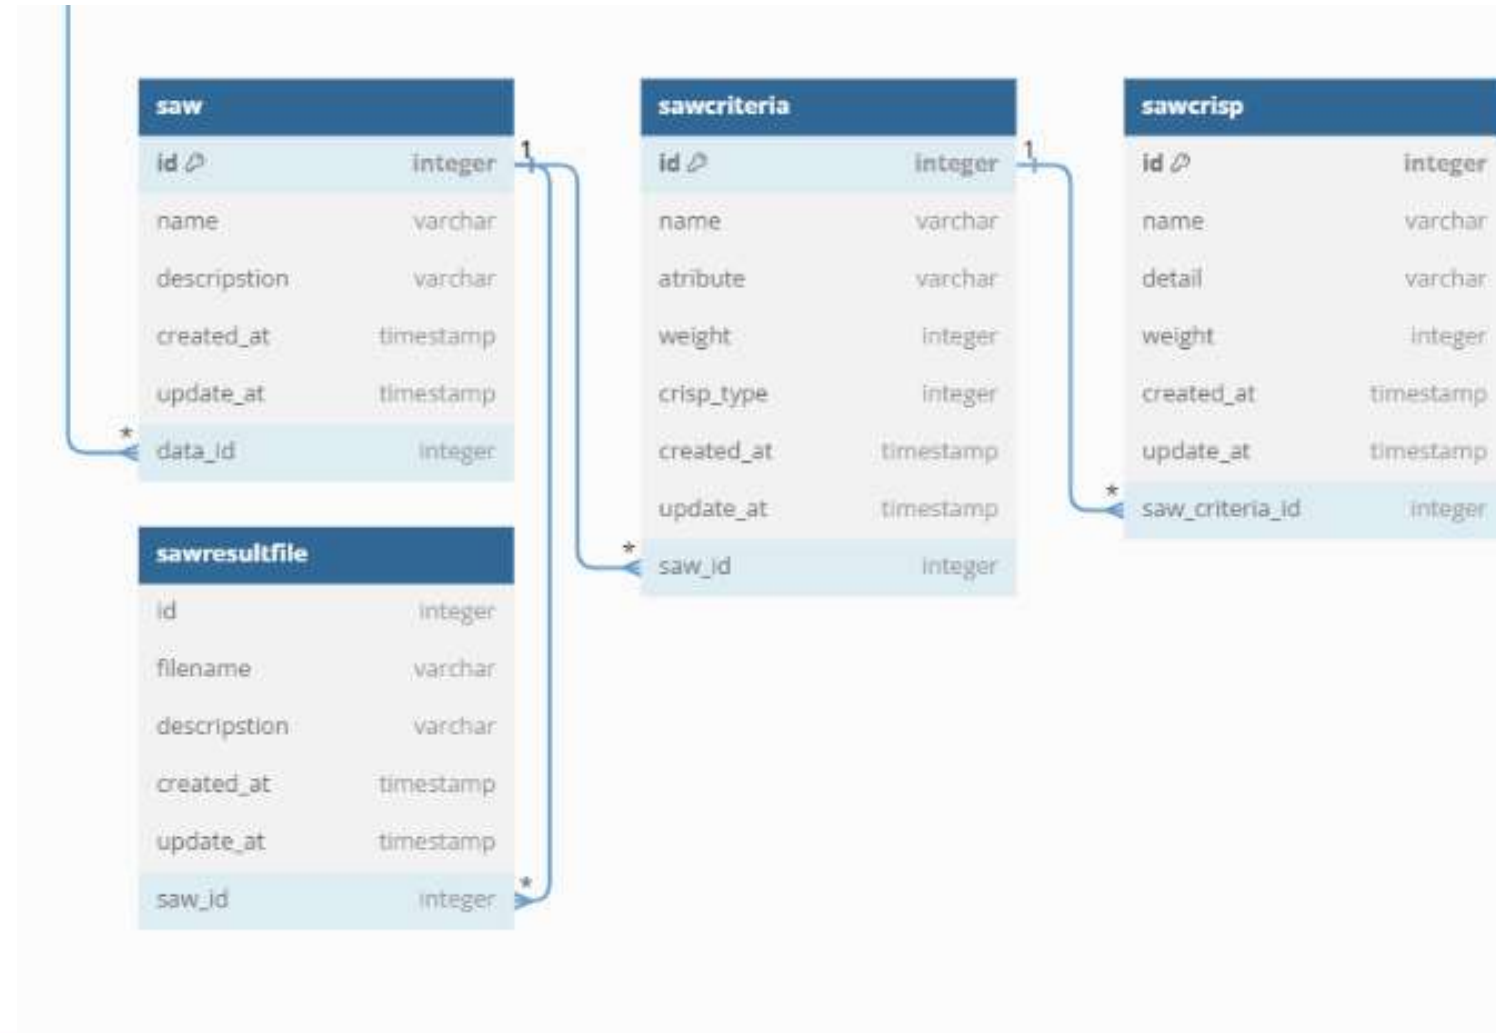 saw
id integer
name varchar
descripstion varchar
created_at timestamp
update_at timestamp
* data_id integer
sawresultfile
id integer
filename varchar
descripstion varchar
created_at timestamp
update_at timestamp
saw_id integer *
1
sawcriteria
id integer
name varchar
atribute varchar
weight integer
crisp_type integer
created_at timestamp
update_at timestamp
* saw_id integer
1
sawcrisp
id integer
name varchar
detail varchar
weight integer
created_at timestamp
update_at timestamp
* saw_criteria_id integer